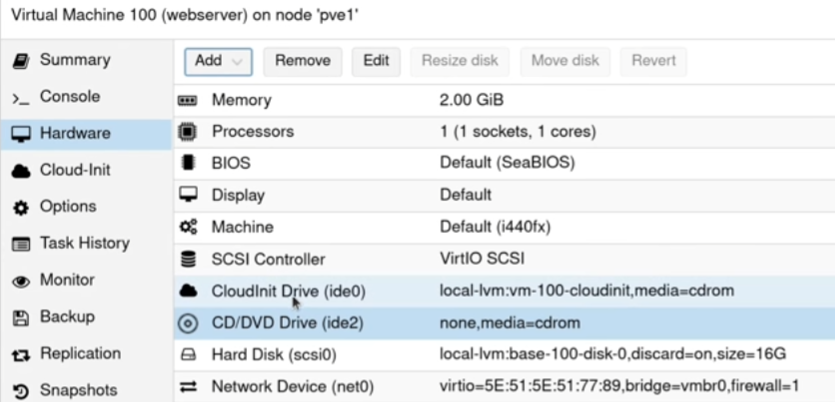 Virtual Machine 100 (webserver) on node 'pve1'
Summary
Add Remove Edit Resize disk Move disk Revert
Console
Memory 2.00 GiB
Hardware
Processors 1 (1 sockets, 1 cores)
Cloud-Init
BIOS Default (SeaBIOS)
Options
Display Default
Task History
Machine Default (i440fx)
Monitor
SCSI Controller VirtIO SCSI
Backup
CloudInit Drive (ide0) local-lvm:vm-100-cloudinit,media=cdrom
Replication
CD/DVD Drive (ide2) none,media=cdrom
Snapshots
Hard Disk (scsi0) local-lvm:base-100-disk-0,discard=on,size=16G
Network Device (net0) virtio=5E:51:5E:51:77:89,bridge=vmbr0,firewall=1